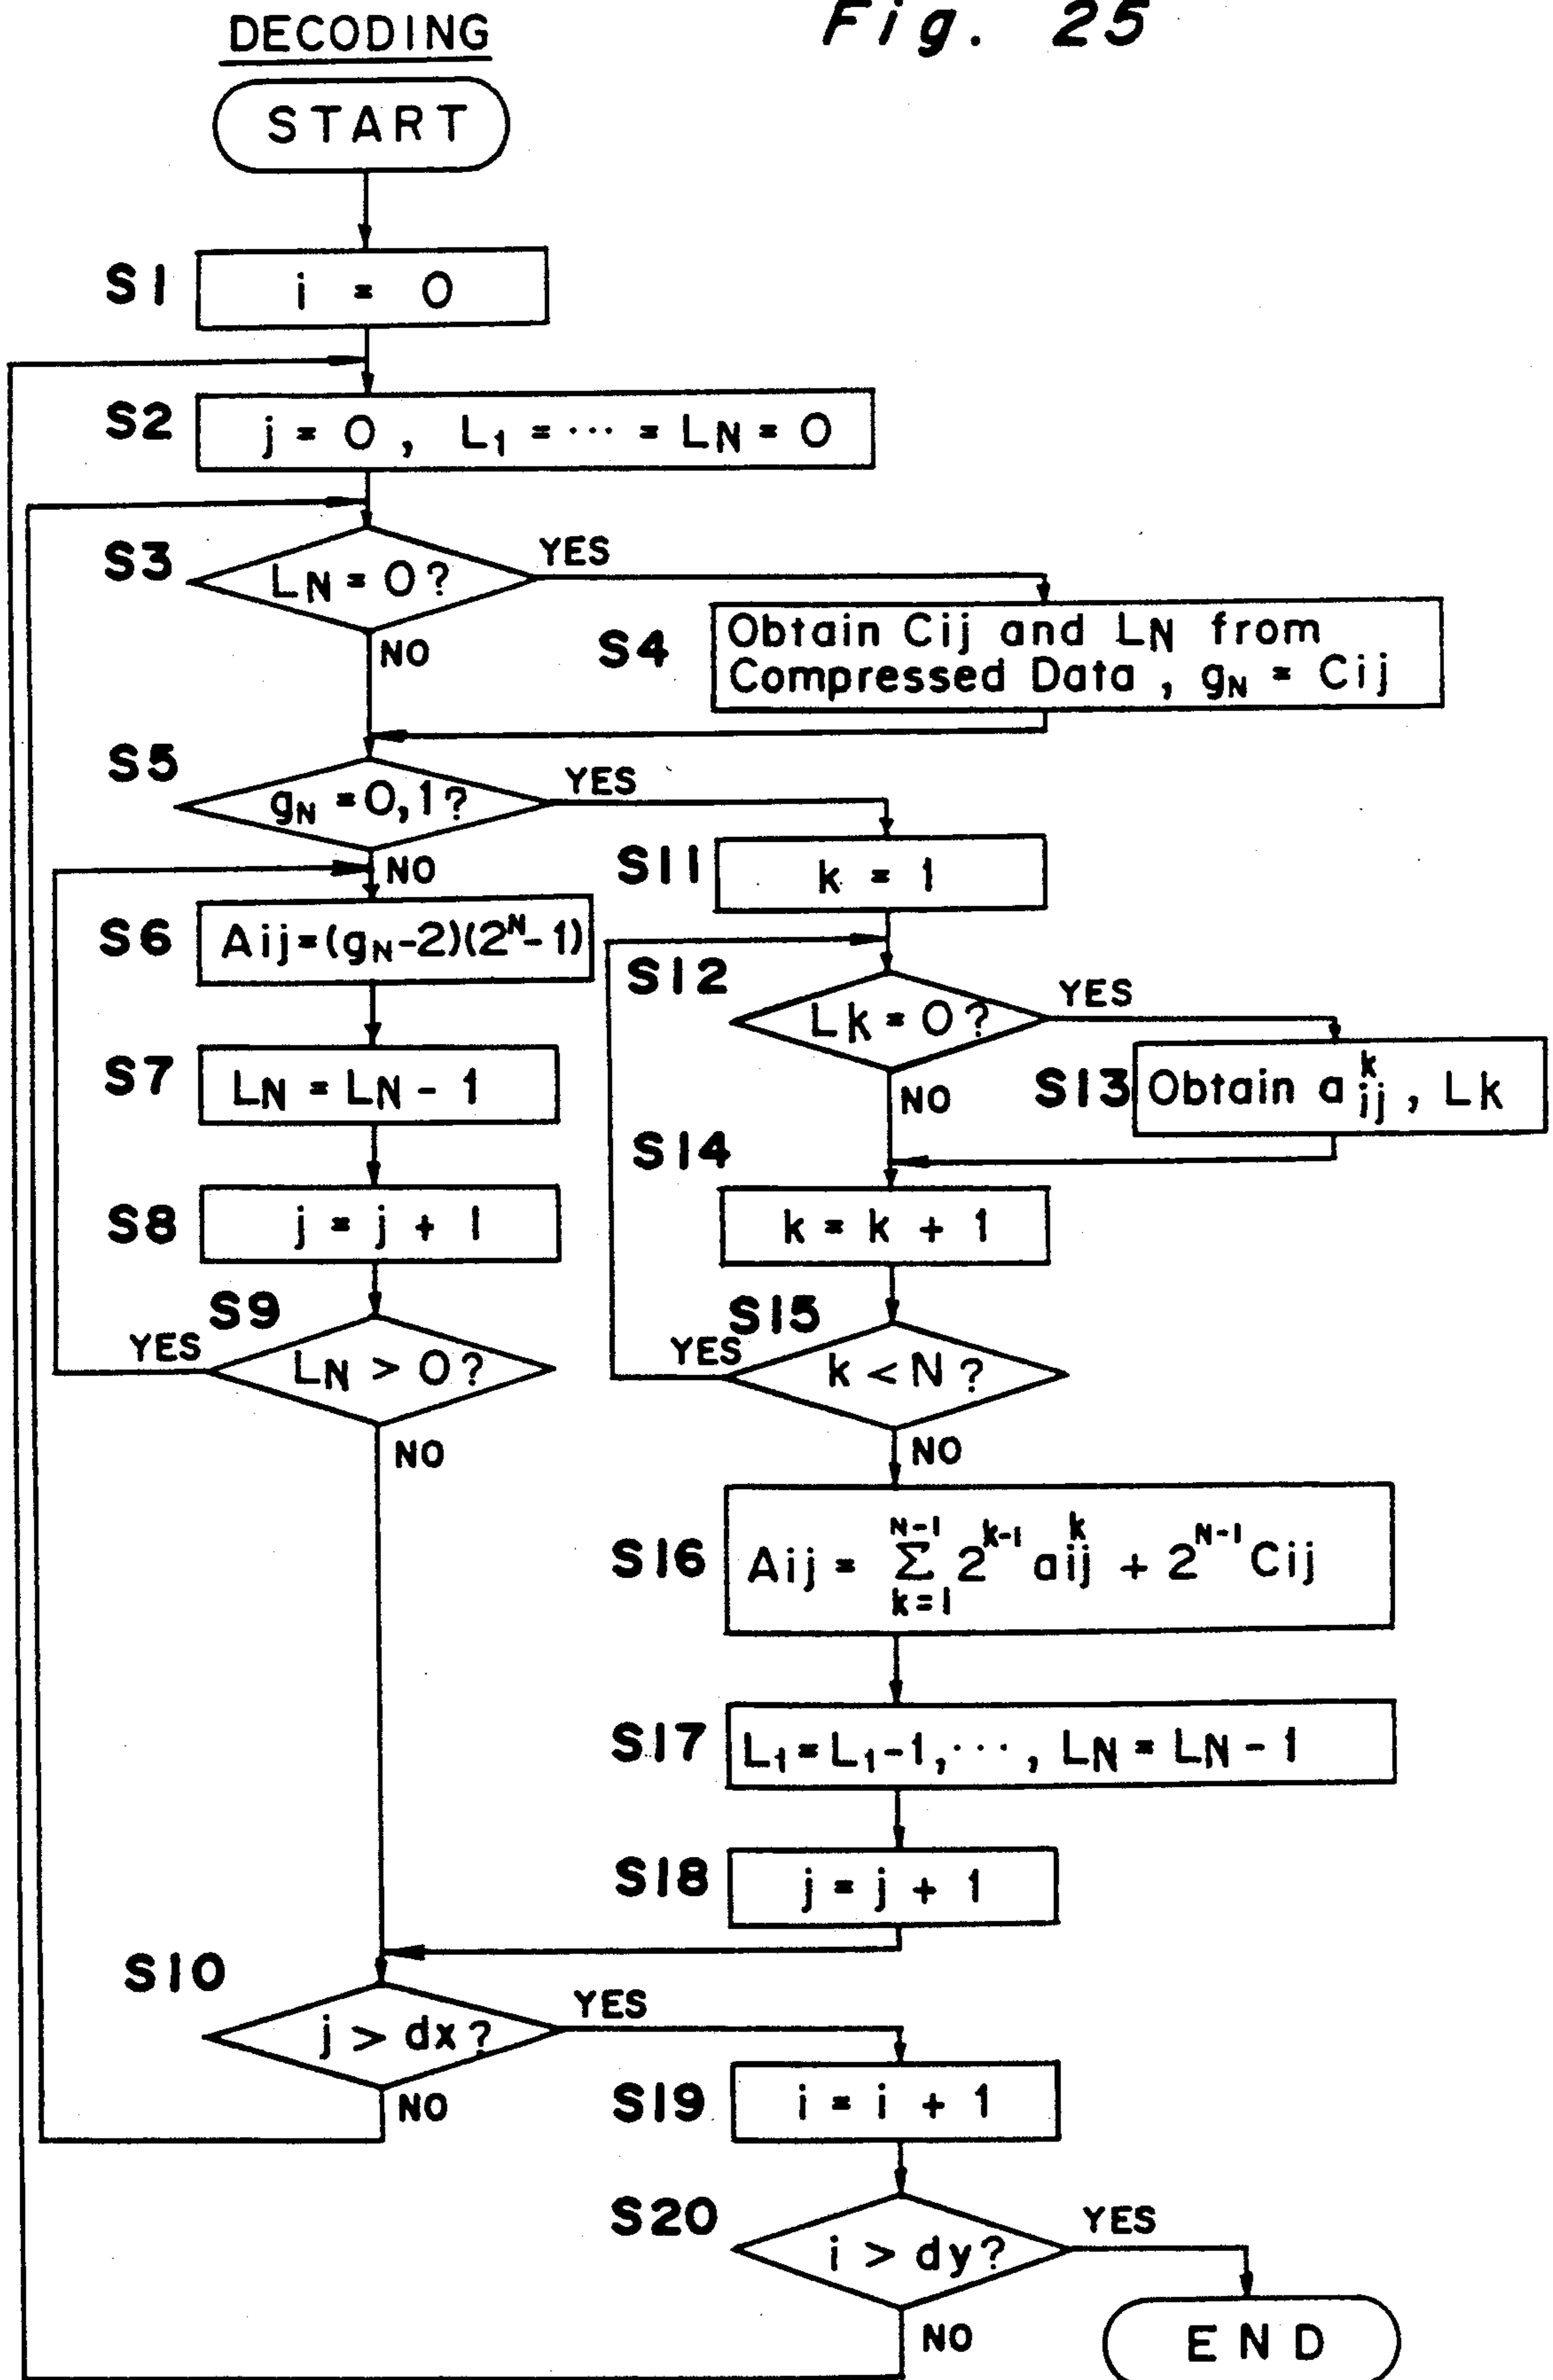 DECODING
Fig. 25
START
S1
i = 0
S2
j = 0 , L1 = ··· = LN = 0
S3
LN = 0 ?
YES
NO
S4
Obtain Cij and LN from
Compressed Data , gN = Cij
S5
gN = 0,1?
YES
NO
S11
k = 1
S6
Aij=(gN-2)(2^N-1)
S12
Lk = 0 ?
YES
NO
S13
Obtain a^k_ij , Lk
S7
LN = LN - 1
S14
k = k + 1
S8
j = j + 1
S9
YES
LN > 0 ?
NO
S15
YES
k < N ?
NO
S16
Aij = Σ_{k=1}^{N-1} 2^{k-1} a^k_ij + 2^{N-1} Cij
S17
L1 = L1-1,··· , LN = LN - 1
S18
j = j + 1
S10
j > dx ?
YES
NO
S19
i = i + 1
S20
i > dy ?
YES
NO
END